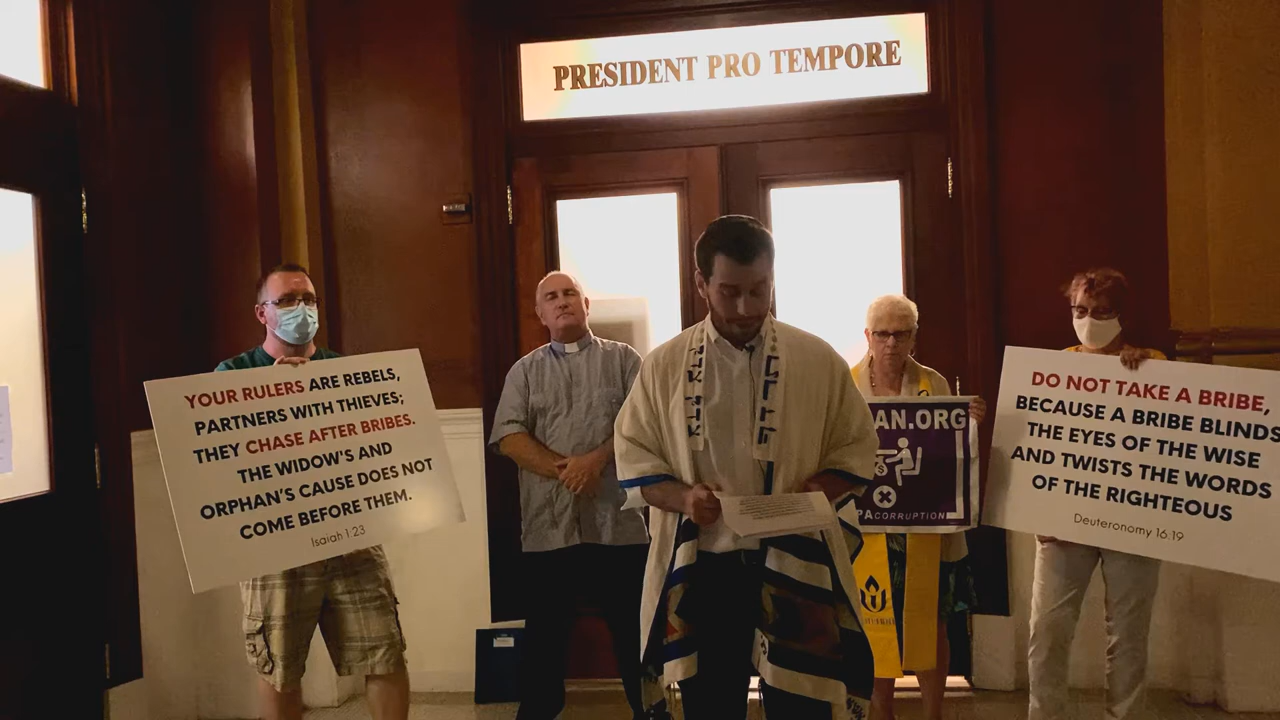 PRESIDENT PRO TEMPORE
YOUR RULERS ARE REBELS,
PARTNERS WITH THIEVES;
THEY CHASE AFTER BRIBES.
THE WIDOW'S AND
ORPHAN'S CAUSE DOES NOT
COME BEFORE THEM.
Isaiah 1:23
AN.ORG
$
PACORRUPTION
DO NOT TAKE A BRIBE,
BECAUSE A BRIBE BLINDS
THE EYES OF THE WISE
AND TWISTS THE WORDS
OF THE RIGHTEOUS
Deuteronomy 16:19